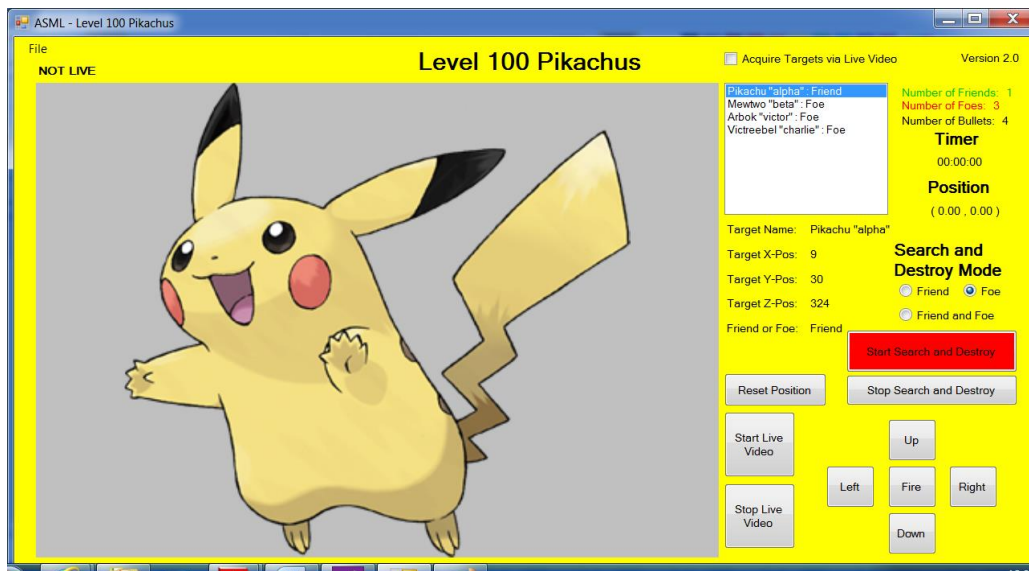 ASML - Level 100 Pikachus
File
NOT LIVE
Level 100 Pikachus
Acquire Targets via Live Video
Version 2.0
Pikachu "alpha" : Friend
Mewtwo "beta" : Foe
Arbok "victor" : Foe
Victreebel "charlie" : Foe
Number of Friends: 1
Number of Foes: 3
Number of Bullets: 4
Timer
00:00:00
Position
( 0.00 , 0.00 )
Target Name: Pikachu "alpha"
Target X-Pos: 9
Target Y-Pos: 30
Target Z-Pos: 324
Friend or Foe: Friend
Search and
Destroy Mode
Friend
Foe
Friend and Foe
Start Search and Destroy
Reset Position
Stop Search and Destroy
Start Live
Video
Up
Left
Fire
Right
Stop Live
Video
Down